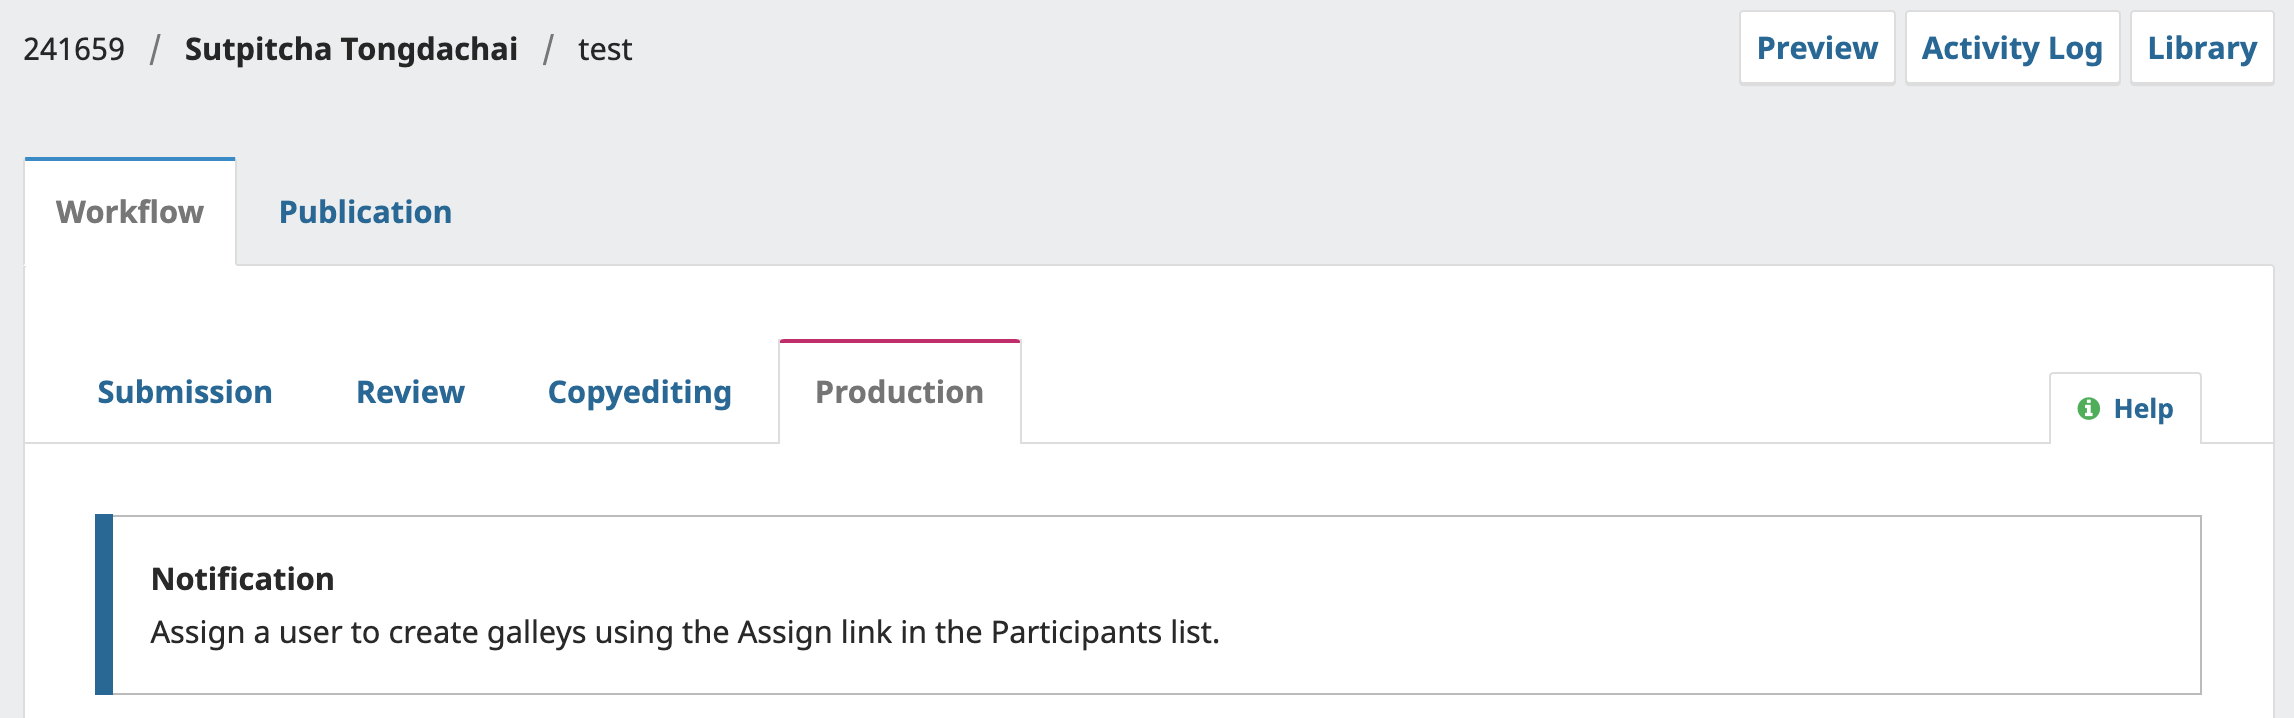 241659 / Sutpitcha Tongdachai / test
Preview
Activity Log
Library
Workflow
Publication
Submission
Review
Copyediting
Production
Help
Notification
Assign a user to create galleys using the Assign link in the Participants list.